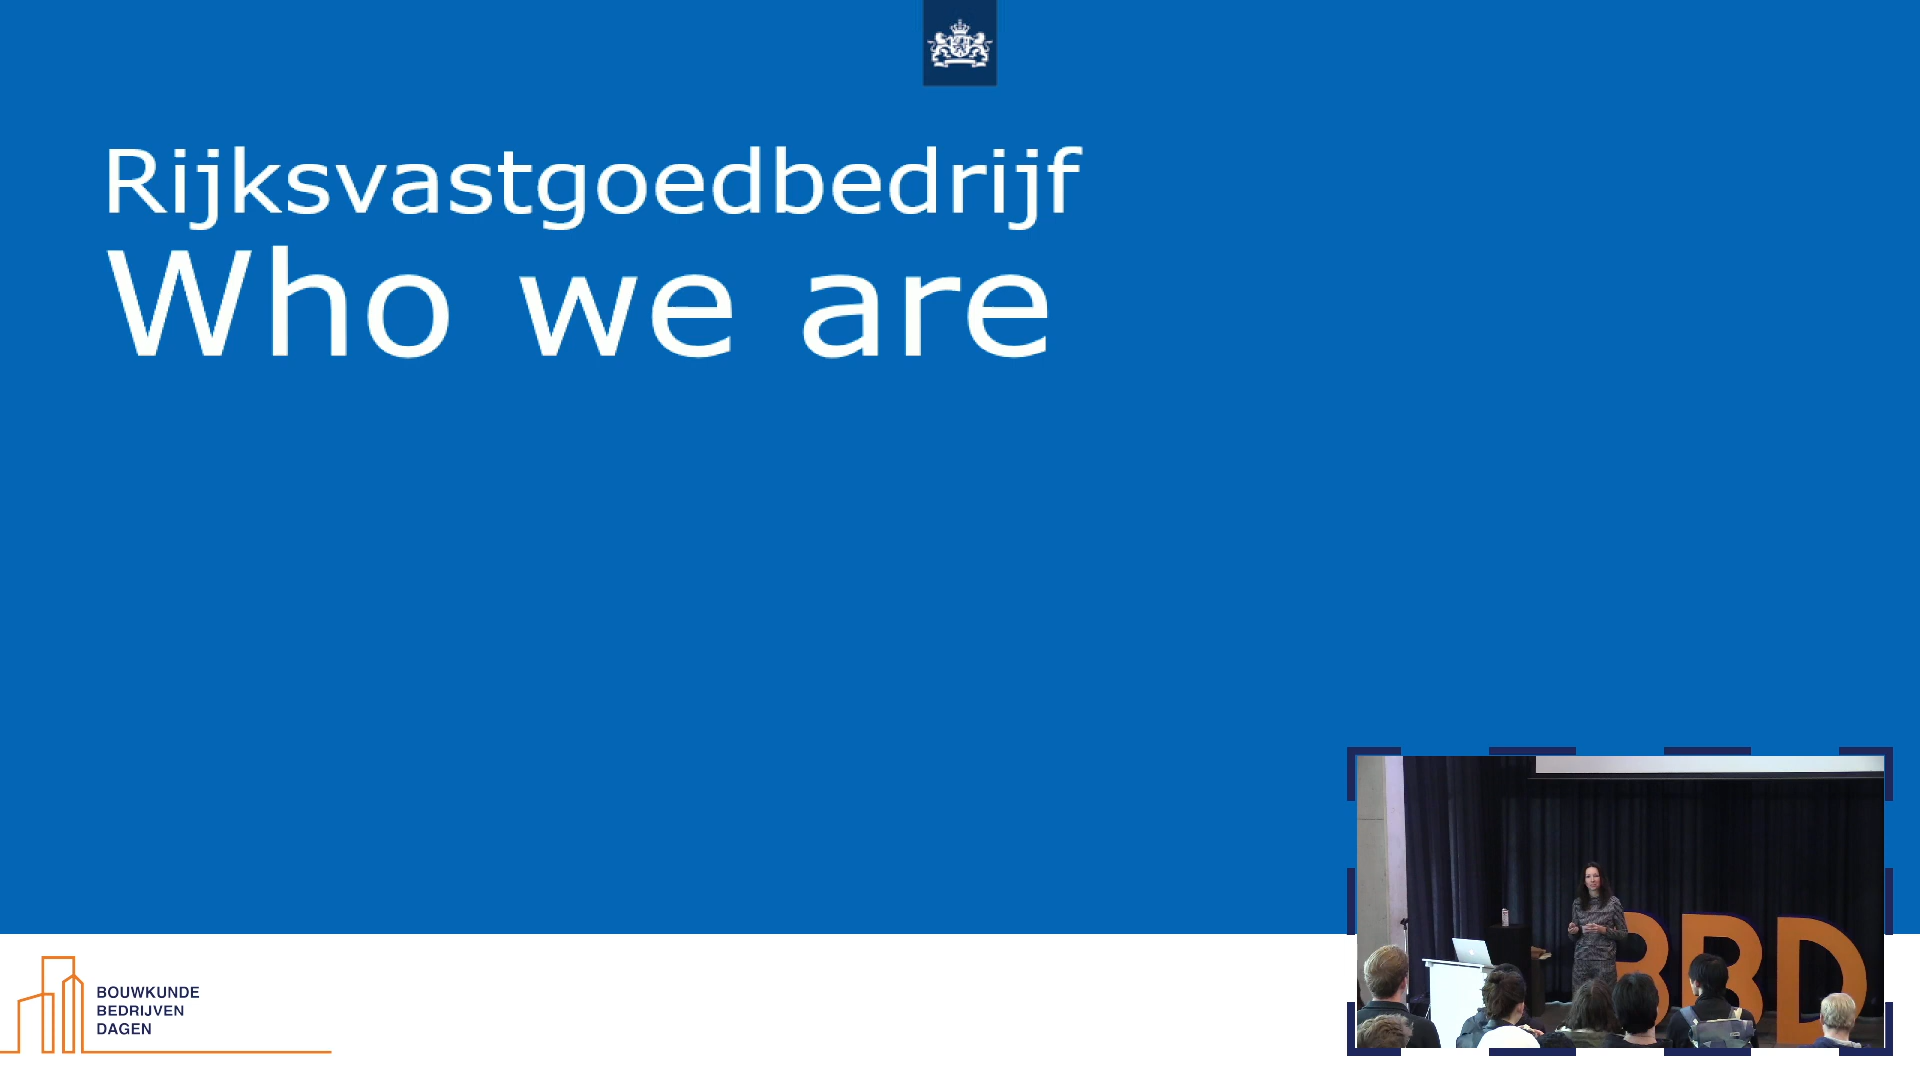 Rijksvastgoedbedrijf
Who we are
BOUWKUNDE
BEDRIJVEN
DAGEN
BBD